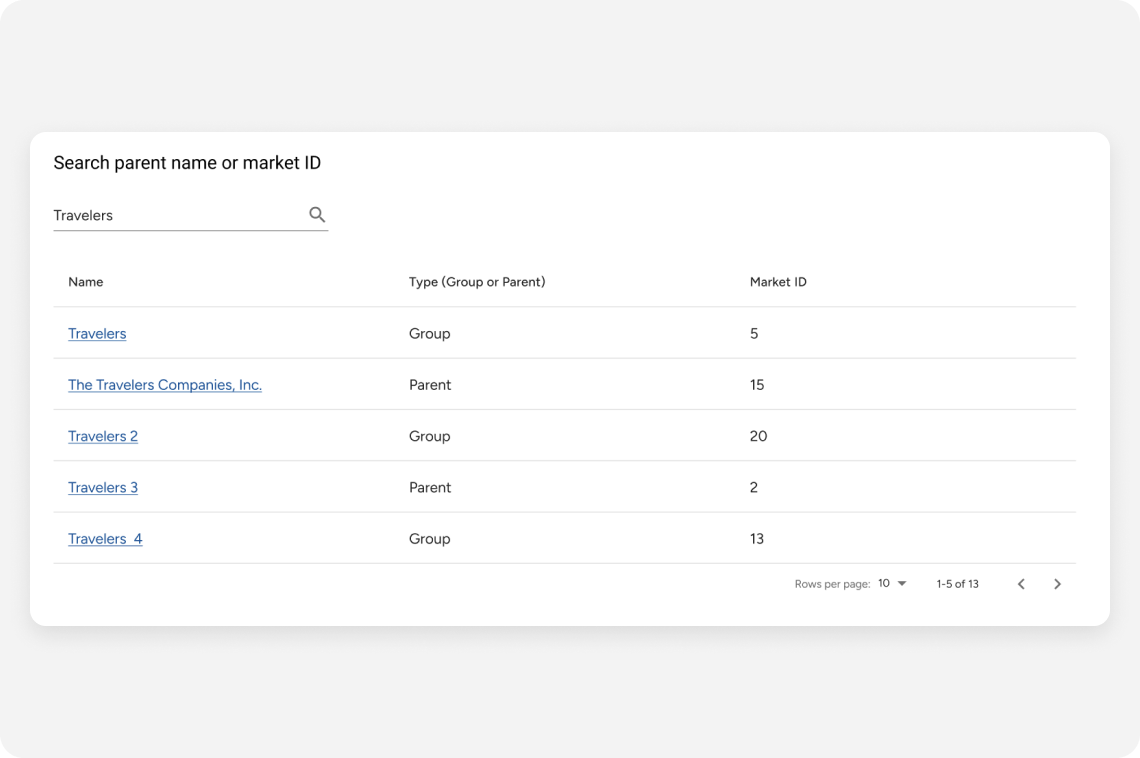 Search parent name or market ID
Travelers
Name Type (Group or Parent) Market ID
Travelers Group 5
The Travelers Companies, Inc. Parent 15
Travelers 2 Group 20
Travelers 3 Parent 2
Travelers  4 Group 13
Rows per page: 10 1-5 of 13